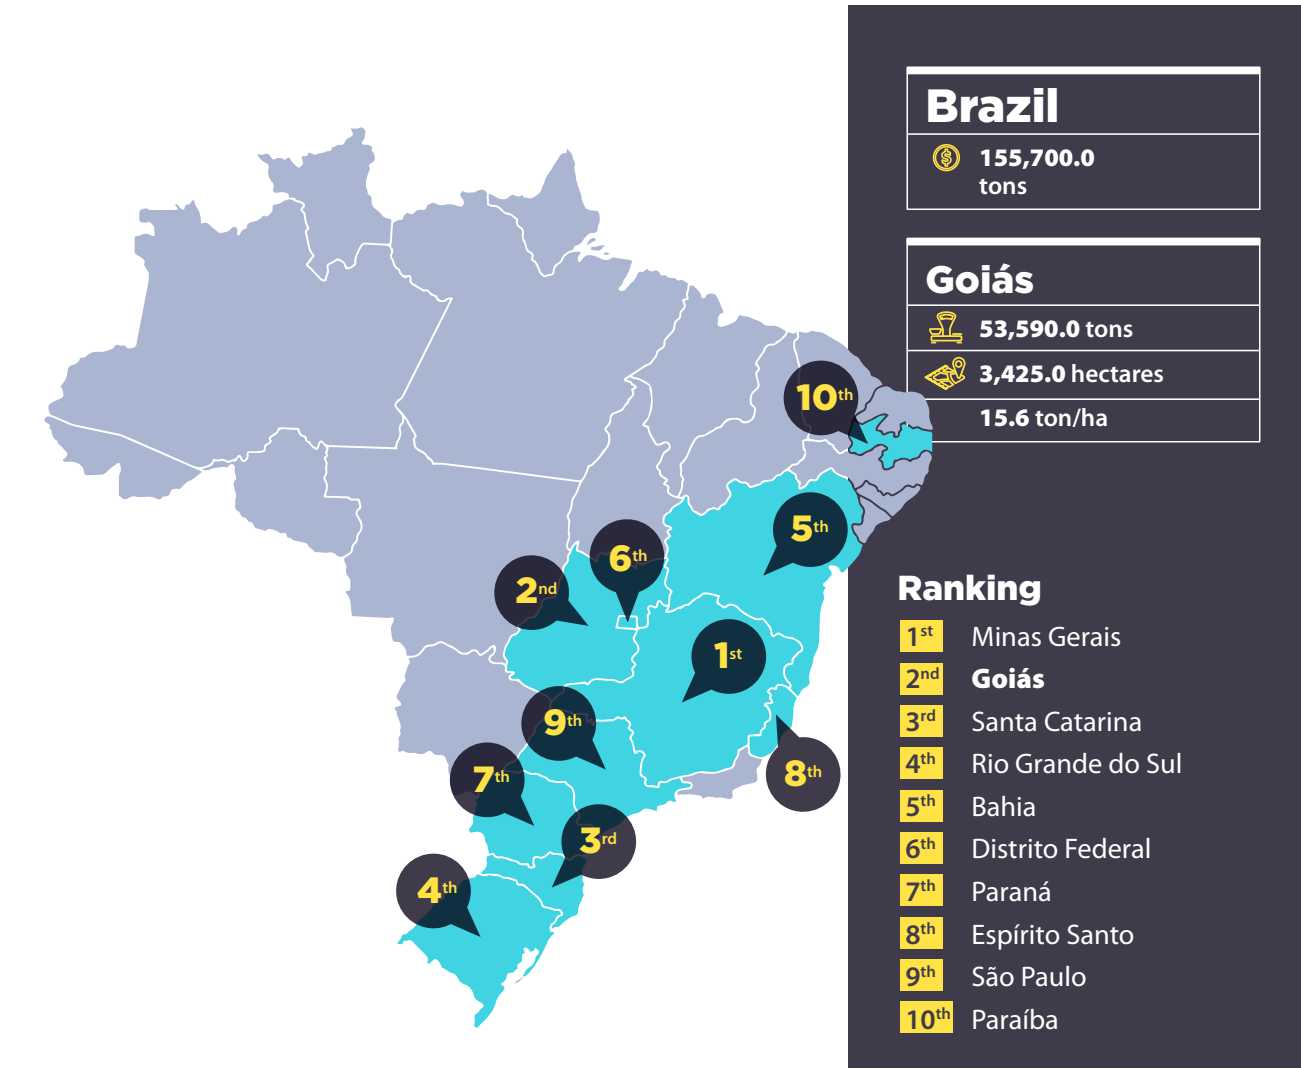 Brazil
155,700.0
tons
Goiás
53,590.0 tons
3,425.0 hectares
15.6 ton/ha
10th
5th
6th
2nd
1st
9th
8th
7th
3rd
4th
Ranking
1st Minas Gerais
2nd Goiás
3rd Santa Catarina
4th Rio Grande do Sul
5th Bahia
6th Distrito Federal
7th Paraná
8th Espírito Santo
9th São Paulo
10th Paraíba